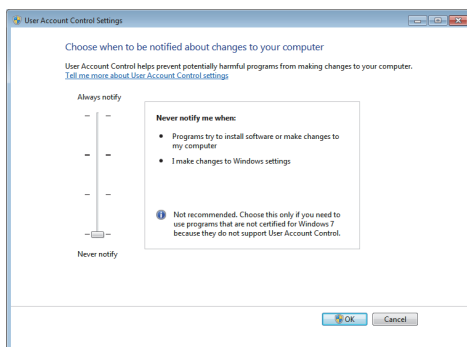 User Account Control Settings
Choose when to be notified about changes to your computer
User Account Control helps prevent potentially harmful programs from making changes to your computer.
Tell me more about User Account Control settings
Always notify
Never notify me when:
Programs try to install software or make changes to
my computer
I make changes to Windows settings
Not recommended. Choose this only if you need to
use programs that are not certified for Windows 7
because they do not support User Account Control.
Never notify
OK
Cancel